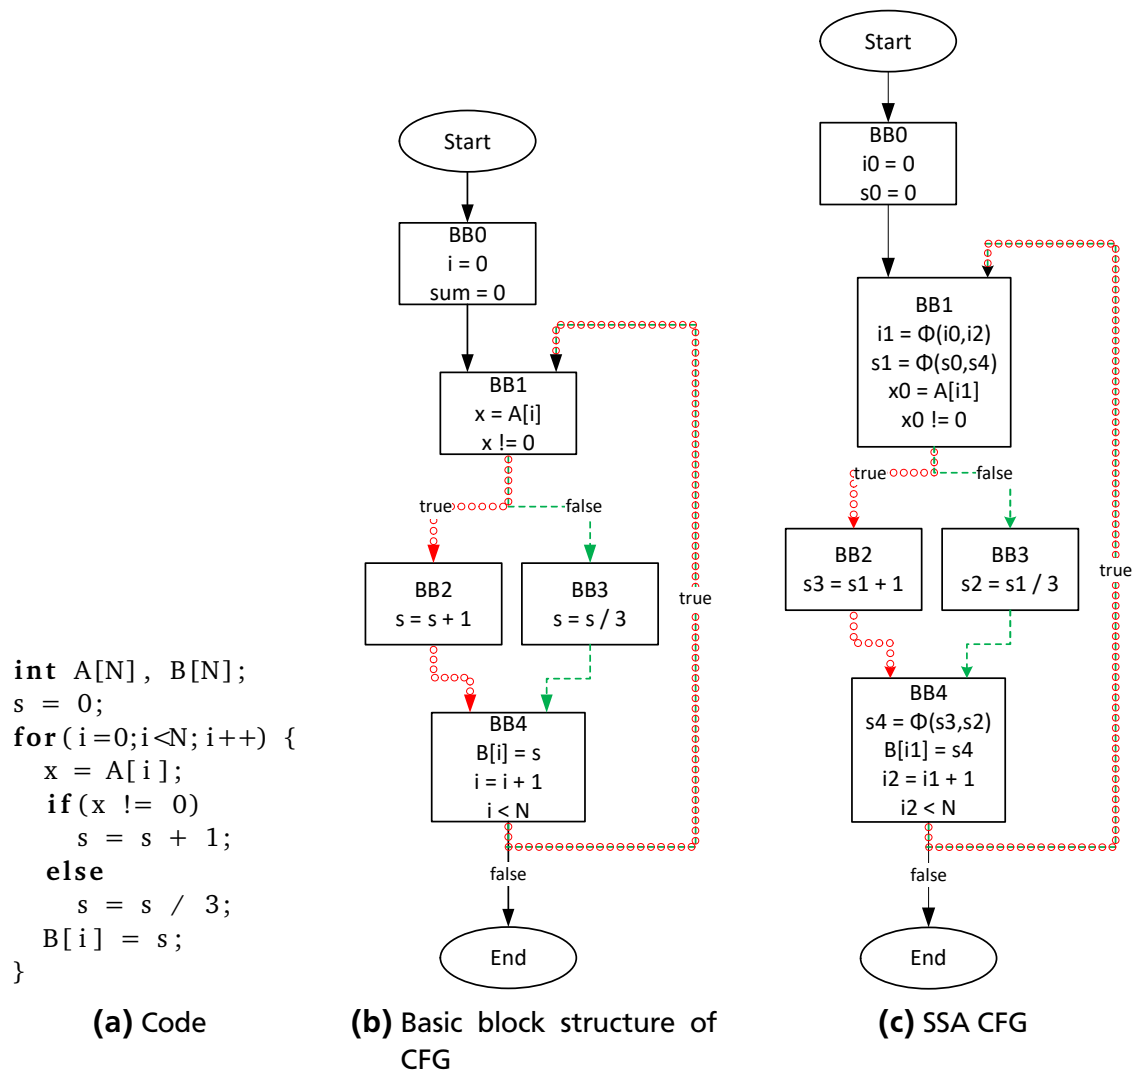 int A[N], B[N];
s = 0;
for(i=0;i<N;i++) {
x = A[i];
if(x != 0)
s = s + 1;
else
s = s / 3;
B[i] = s;
}
(a) Code
Start
BB0
i = 0
sum = 0
BB1
x = A[i]
x != 0
true
false
BB2
s = s + 1
BB3
s = s / 3
true
BB4
B[i] = s
i = i + 1
i < N
false
End
(b) Basic block structure of
CFG
Start
BB0
i0 = 0
s0 = 0
BB1
i1 = Φ(i0,i2)
s1 = Φ(s0,s4)
x0 = A[i1]
x0 != 0
true
false
BB2
s3 = s1 + 1
BB3
s2 = s1 / 3
true
BB4
s4 = Φ(s3,s2)
B[i1] = s4
i2 = i1 + 1
i2 < N
false
End
(c) SSA CFG